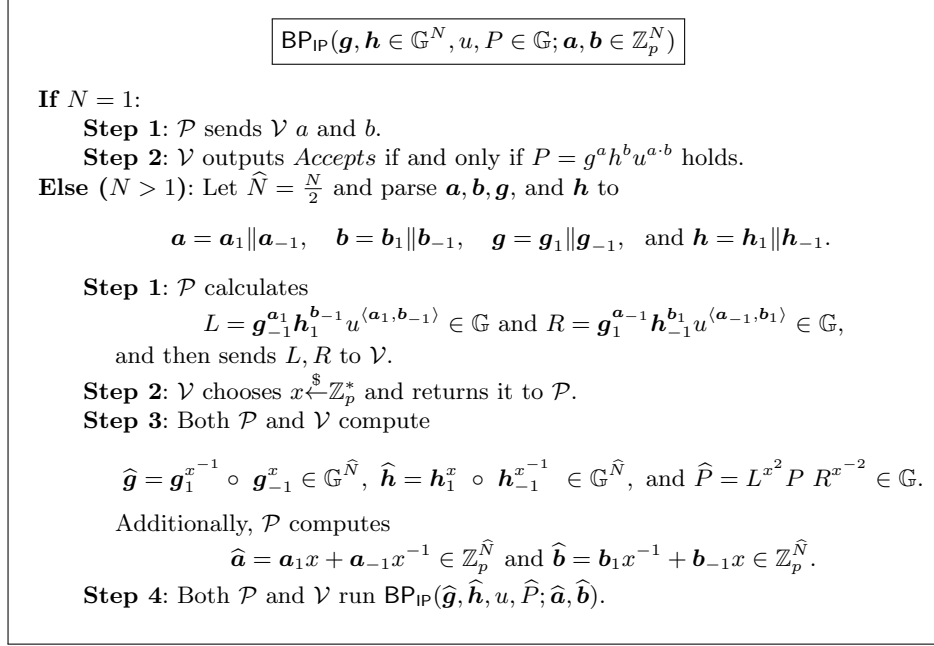 BP_IP(g, h ∈ 𝔾^N, u, P ∈ 𝔾; a, b ∈ ℤ_p^N)
If N = 1:
Step 1: 𝒫 sends 𝒱 a and b.
Step 2: 𝒱 outputs Accepts if and only if P = g^a h^b u^{a·b} holds.
Else (N > 1): Let N̂ = N/2 and parse a, b, g, and h to
a = a_1‖a_{−1}, b = b_1‖b_{−1}, g = g_1‖g_{−1}, and h = h_1‖h_{−1}.
Step 1: 𝒫 calculates
L = g_{−1}^{a_1} h_1^{b_{−1}} u^{⟨a_1,b_{−1}⟩} ∈ 𝔾 and R = g_1^{a_{−1}} h_{−1}^{b_1} u^{⟨a_{−1},b_1⟩} ∈ 𝔾,
and then sends L, R to 𝒱.
Step 2: 𝒱 chooses x ←$ ℤ_p^* and returns it to 𝒫.
Step 3: Both 𝒫 and 𝒱 compute
ĝ = g_1^{x^{−1}} ∘ g_{−1}^x ∈ 𝔾^{N̂}, ĥ = h_1^x ∘ h_{−1}^{x^{−1}} ∈ 𝔾^{N̂}, and P̂ = L^{x^2} P R^{x^{−2}} ∈ 𝔾.
Additionally, 𝒫 computes
â = a_1x + a_{−1}x^{−1} ∈ ℤ_p^{N̂} and b̂ = b_1x^{−1} + b_{−1}x ∈ ℤ_p^{N̂}.
Step 4: Both 𝒫 and 𝒱 run BP_IP(ĝ, ĥ, u, P̂; â, b̂).